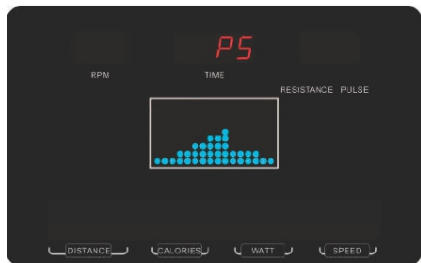 P5
RPM TIME
RESISTANCE PULSE
DISTANCE CALORIES WATT SPEED